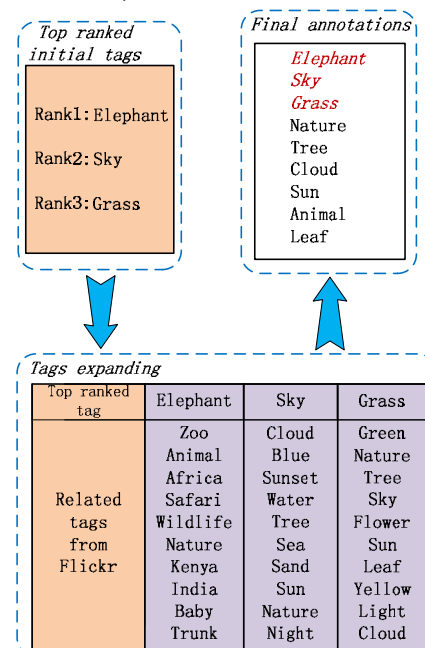 Top ranked
initial tags
Rank1: Elephant
Rank2: Sky
Rank3: Grass
Final annotations
Elephant
Sky
Grass
Nature
Tree
Cloud
Sun
Animal
Leaf
Tags expanding
Top ranked
tag
Elephant
Sky
Grass
Related
tags
from
Flickr
Zoo
Animal
Africa
Safari
Wildlife
Nature
Kenya
India
Baby
Trunk
Cloud
Blue
Sunset
Water
Tree
Sea
Sand
Sun
Nature
Night
Green
Nature
Tree
Sky
Flower
Sun
Leaf
Yellow
Light
Cloud